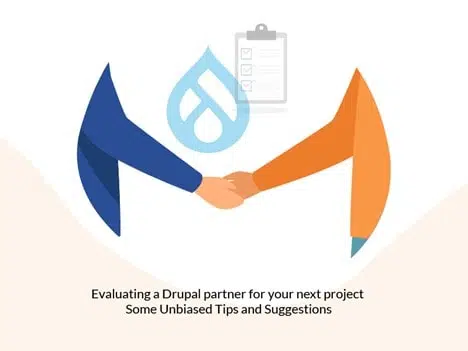 Evaluating a Drupal partner for your next project
Some Unbiased Tips and Suggestions